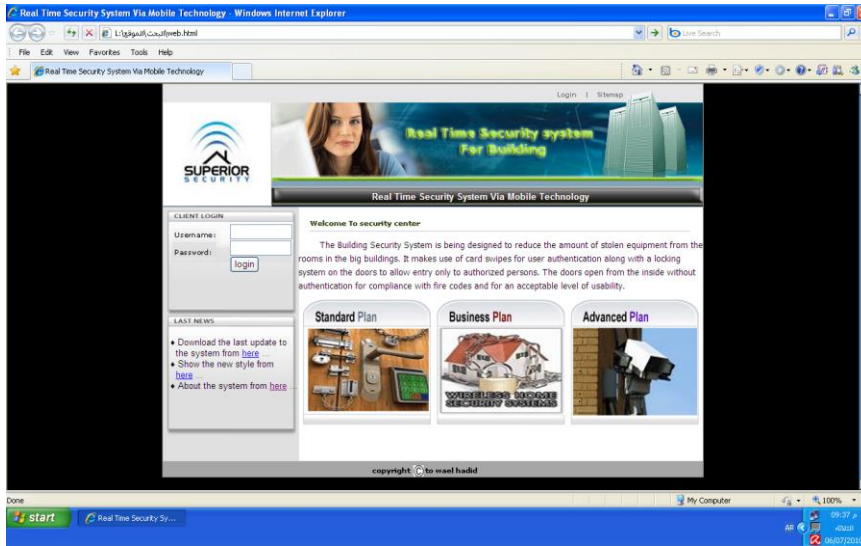 Real Time Security System Via Mobile Technology - Windows Internet Explorer
Live Search
File Edit View Favorites Tools Help
Real Time Security System Via Mobile Technology
Login | Sitemap
Real Time Security system
For Building
SUPERIOR
SECURITY
Real Time Security System Via Mobile Technology
CLIENT LOGIN
Username:
Password:
login
Welcome To security center
The Building Security System is being designed to reduce the amount of stolen equipment from the
rooms in the big buildings. It makes use of card swipes for user authentication along with a locking
system on the doors to allow entry only to authorized persons. The doors open from the inside without
authentication for compliance with fire codes and for an acceptable level of usability.
LAST NEWS
Download the last update to
the system from here ...
Show the new style from
here ...
About the system from here ...
Standard Plan
Business Plan
Advanced Plan
WIRELESS HOME
SECURITY SYSTEMS
copyright © to wael hadid
Done
My Computer
100%
start
Real Time Security Sy...
09:37 م
AR
الثلاثاء
06/07/2010